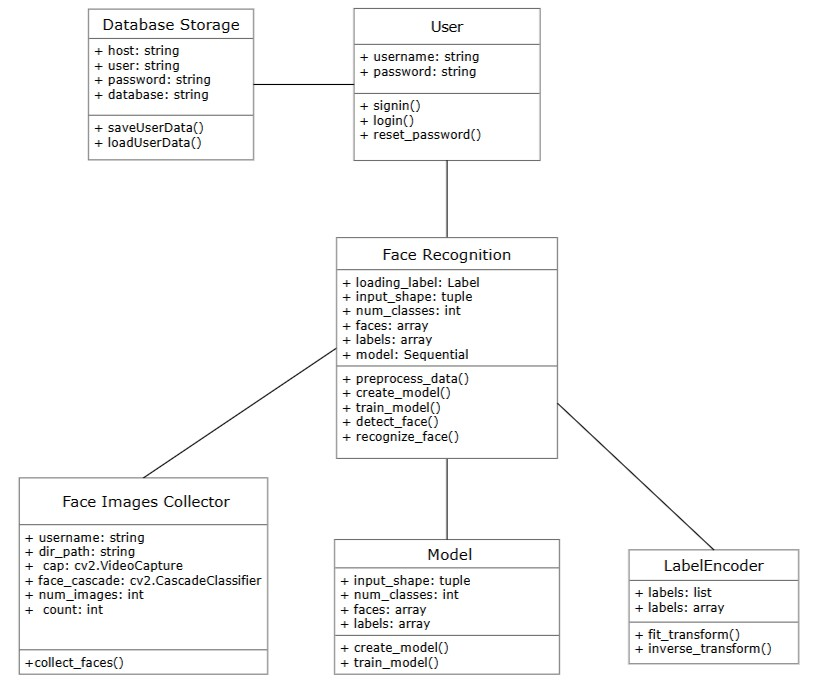 Database Storage
+ host: string
+ user: string
+ password: string
+ database: string
+ saveUserData()
+ loadUserData()
User
+ username: string
+ password: string
+ signin()
+ login()
+ reset_password()
Face Recognition
+ loading_label: Label
+ input_shape: tuple
+ num_classes: int
+ faces: array
+ labels: array
+ model: Sequential
+ preprocess_data()
+ create_model()
+ train_model()
+ detect_face()
+ recognize_face()
Face Images Collector
+ username: string
+ dir_path: string
+ cap: cv2.VideoCapture
+ face_cascade: cv2.CascadeClassifier
+ num_images: int
+ count: int
+collect_faces()
Model
+ input_shape: tuple
+ num_classes: int
+ faces: array
+ labels: array
+ create_model()
+ train_model()
LabelEncoder
+ labels: list
+ labels: array
+ fit_transform()
+ inverse_transform()